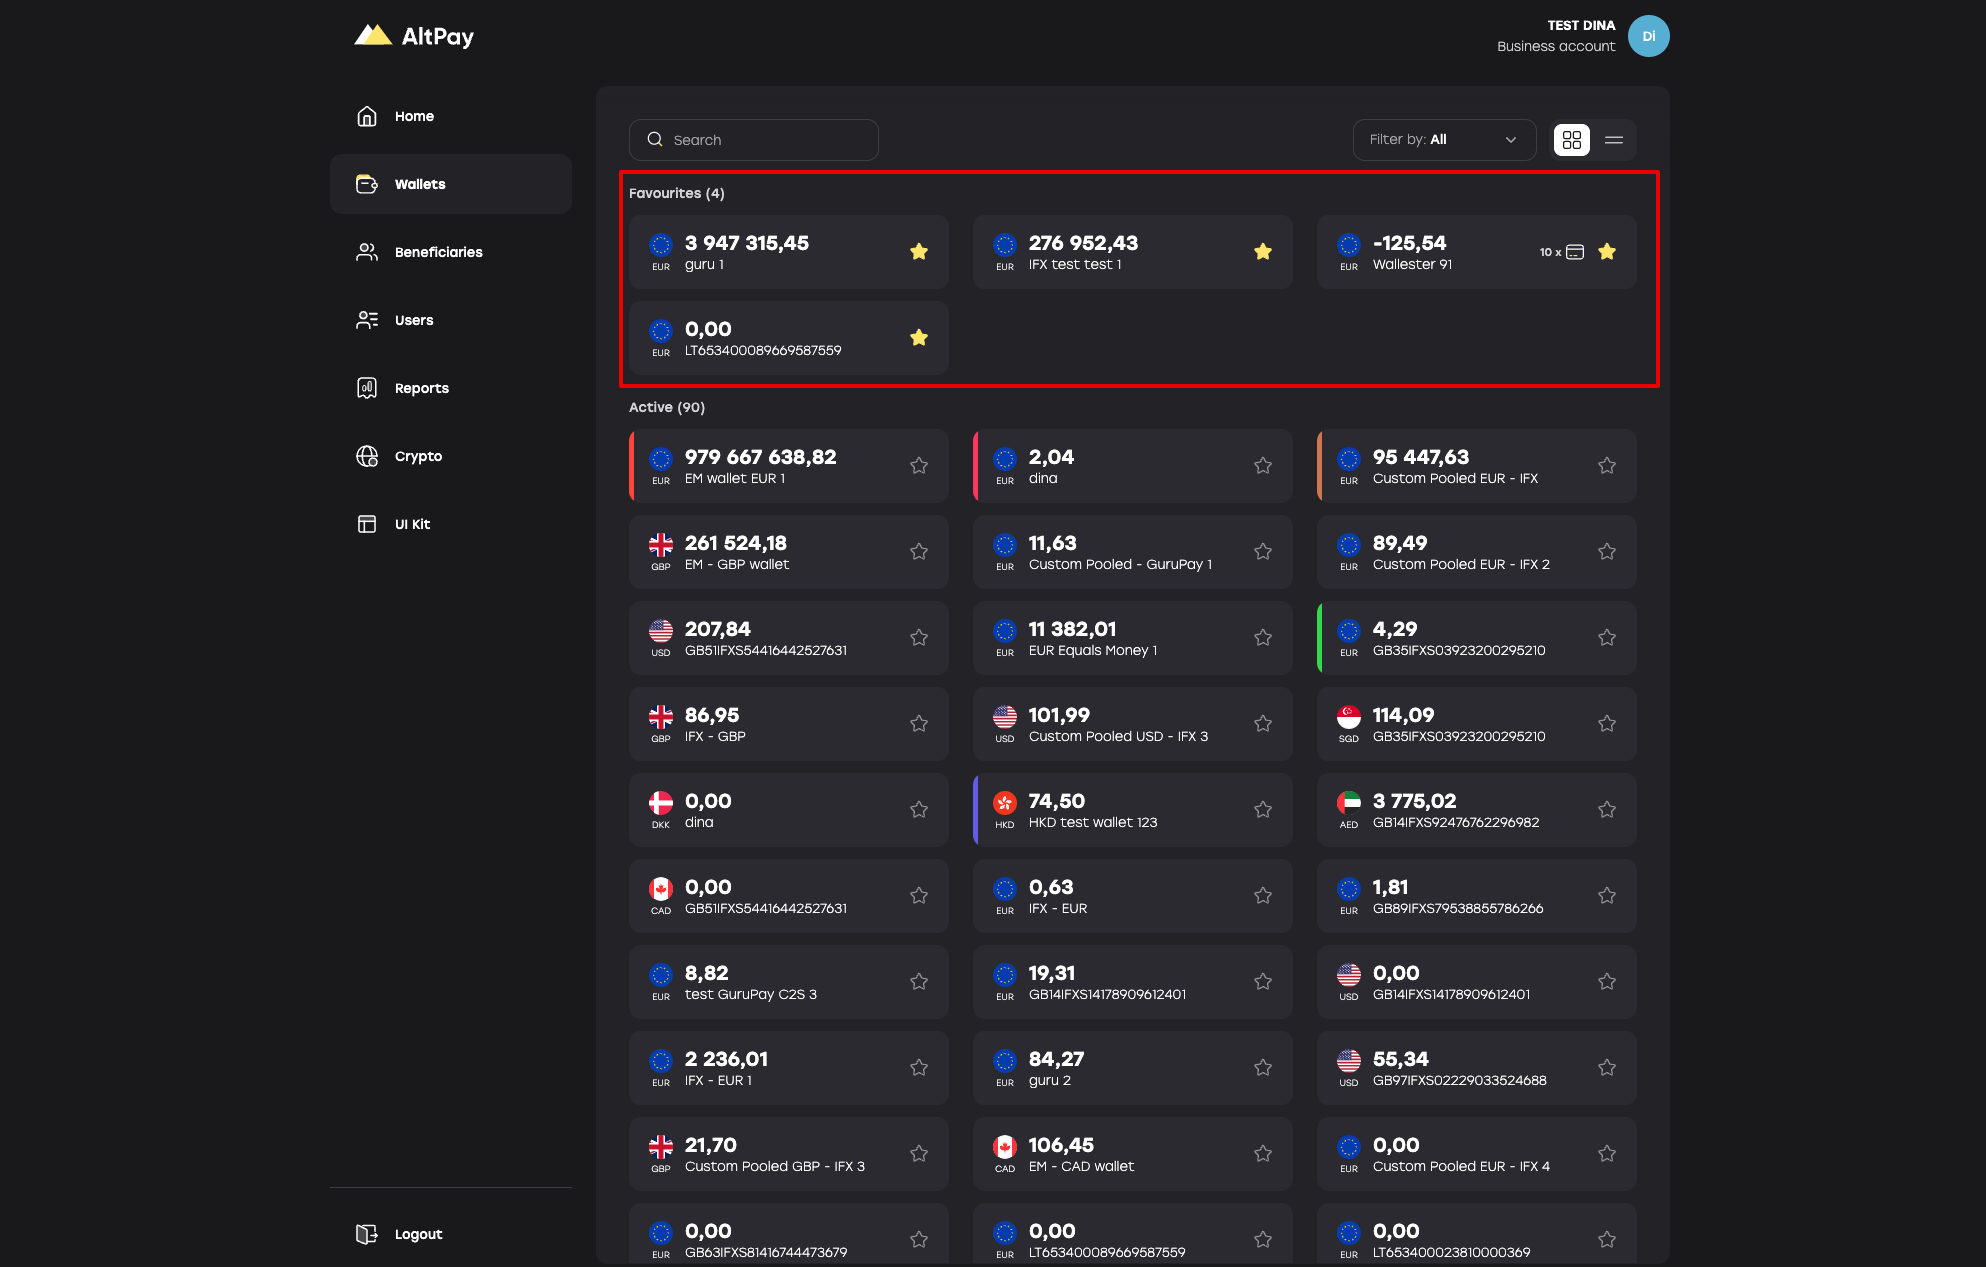 AltPay
TEST DINA
Business account
Di
Home
Wallets
Beneficiaries
Users
Reports
Crypto
UI Kit
Logout
Search
Filter by: All
Favourites (4)
EUR
3 947 315,45
guru 1
EUR
276 952,43
IFX test test 1
EUR
-125,54
Wallester 91
10 x
EUR
0,00
LT653400089669587559
Active (90)
EUR
979 667 638,82
EM wallet EUR 1
EUR
2,04
dina
EUR
95 447,63
Custom Pooled EUR - IFX
GBP
261 524,18
EM - GBP wallet
EUR
11,63
Custom Pooled - GuruPay 1
EUR
89,49
Custom Pooled EUR - IFX 2
USD
207,84
GB51IFXS54416442527631
EUR
11 382,01
EUR Equals Money 1
EUR
4,29
GB35IFXS03923200295210
GBP
86,95
IFX - GBP
USD
101,99
Custom Pooled USD - IFX 3
SGD
114,09
GB35IFXS03923200295210
DKK
0,00
dina
HKD
74,50
HKD test wallet 123
AED
3 775,02
GB14IFXS92476762296982
CAD
0,00
GB51IFXS54416442527631
EUR
0,63
IFX - EUR
EUR
1,81
GB89IFXS79538855786266
EUR
8,82
test GuruPay C2S 3
EUR
19,31
GB14IFXS14178909612401
USD
0,00
GB14IFXS14178909612401
EUR
2 236,01
IFX - EUR 1
EUR
84,27
guru 2
USD
55,34
GB97IFXS02229033524688
GBP
21,70
Custom Pooled GBP - IFX 3
CAD
106,45
EM - CAD wallet
EUR
0,00
Custom Pooled EUR - IFX 4
EUR
0,00
GB63IFXS81416744473679
EUR
0,00
LT653400089669587559
EUR
0,00
LT653400023810000369